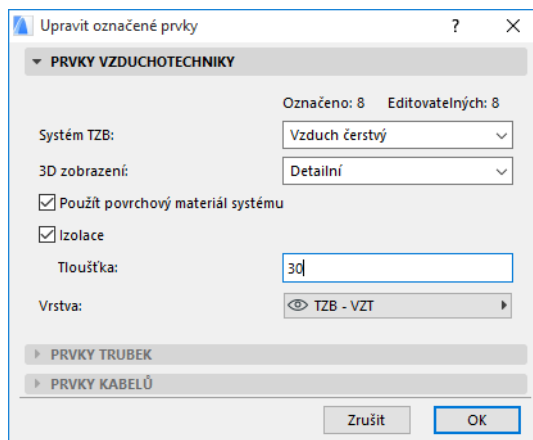 Upravit označené prvky
PRVKY VZDUCHOTECHNIKY
Označeno: 8 Editovatelných: 8
Systém TZB: Vzduch čerstvý
3D zobrazení: Detailní
Použít povrchový materiál systému
Izolace
Tloušťka: 30
Vrstva: TZB - VZT
PRVKY TRUBEK
PRVKY KABELŮ
Zrušit OK